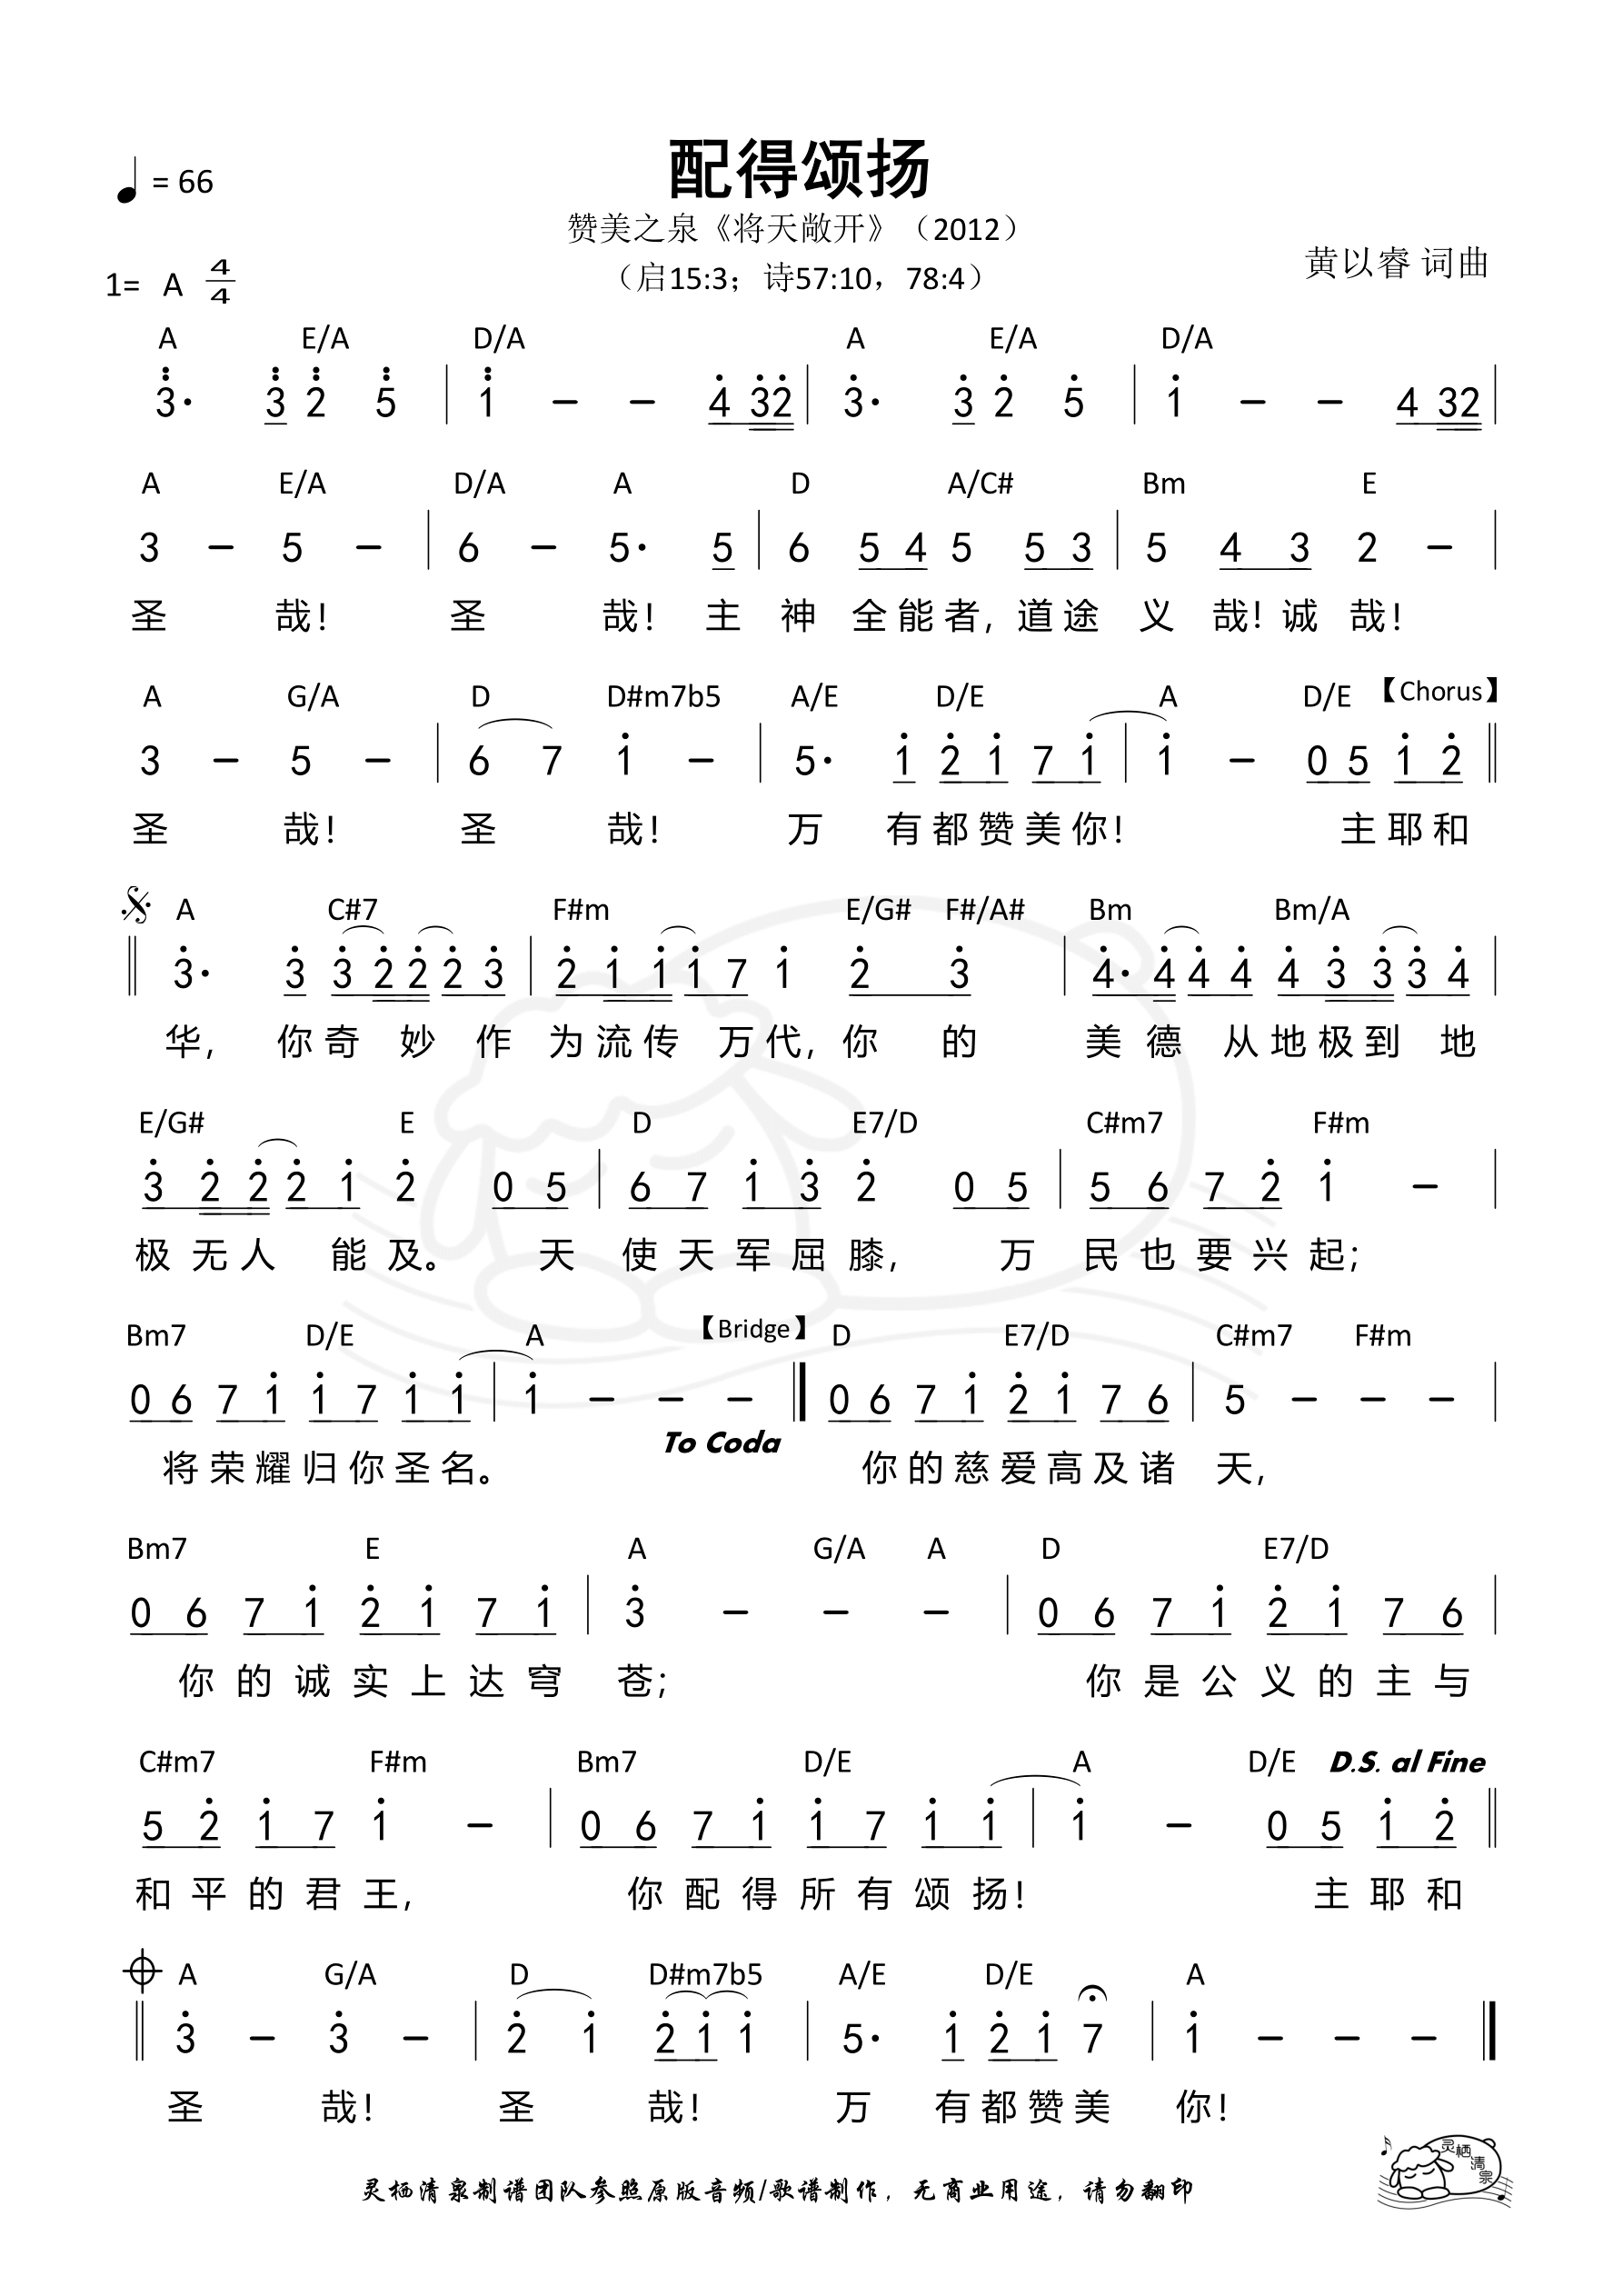 配得颂扬
= 66
赞美之泉《将天敞开》（2012）
黄以睿 词曲
1= A 4/4
（启15:3；诗57:10，78:4）
A E/A D/A A E/A D/A
3· 3 2 5 | 1 – – 4 32 | 3· 3 2 5 | 1 – – 4 32 |
A E/A D/A A D A/C# Bm E
3 – 5 – | 6 – 5· 5 | 6 5 4 5 5 3 | 5 4 3 2 – |
圣 哉！ 圣 哉！ 主 神 全 能 者，道 途 义 哉！诚 哉！
A G/A D D#m7b5 A/E D/E A D/E 【Chorus】
3 – 5 – | 6 7 1 – | 5· 1 2 1 7 1 | 1 – 0 5 1 2 ‖
圣 哉！ 圣 哉！ 万 有 都 赞 美 你！ 主 耶 和
A C#7 F#m E/G# F#/A# Bm Bm/A
‖ 3· 3 3 2 2 2 3 | 2 1 1 1 7 1 2 3 | 4· 4 4 4 4 3 3 3 4 |
华， 你 奇 妙 作 为 流 传 万 代，你 的 美 德 从 地 极 到 地
E/G# E D E7/D C#m7 F#m
3 2 2 2 1 2 0 5 | 6 7 1 3 2 0 5 | 5 6 7 2 1 – |
极 无 人 能 及。 天 使 天 军 屈 膝， 万 民 也 要 兴 起；
Bm7 D/E A 【Bridge】 D E7/D C#m7 F#m
0 6 7 1 1 7 1 1 | 1 – – – ‖ 0 6 7 1 2 1 7 6 | 5 – – – |
To Coda
将 荣 耀 归 你 圣 名。 你 的 慈 爱 高 及 诸 天，
Bm7 E A G/A A D E7/D
0 6 7 1 2 1 7 1 | 3 – – – | 0 6 7 1 2 1 7 6 |
你 的 诚 实 上 达 穹 苍； 你 是 公 义 的 主 与
C#m7 F#m Bm7 D/E A D/E D.S. al Fine
5 2 1 7 1 – | 0 6 7 1 1 7 1 1 | 1 – 0 5 1 2 ‖
和 平 的 君 王， 你 配 得 所 有 颂 扬！ 主 耶 和
A G/A D D#m7b5 A/E D/E A
‖ 3 – 3 – | 2 1 2 1 1 | 5· 1 2 1 7 | 1 – – – ‖
圣 哉！ 圣 哉！ 万 有 都 赞 美 你！
灵栖清泉
灵栖清泉制谱团队参照原版音频/歌谱制作，无商业用途，请勿翻印